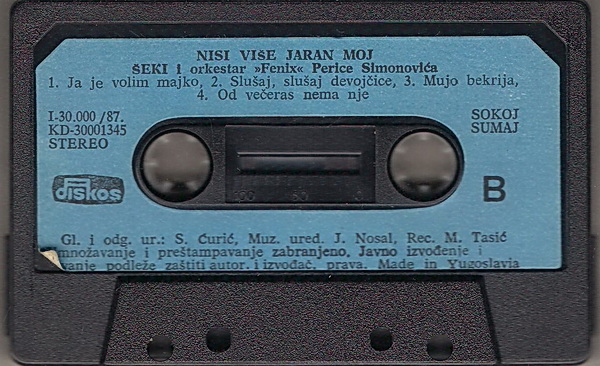 NISI VIŠE JARAN MOJ
ŠEKI i orkestar »Fenix« Perice Simonovića
1. Ja je volim majko, 2. Slušaj, slušaj devojčice, 3. Mujo bekrija,
4. Od večeras nema nje
I-30.000/87.
KD-30001345
STEREO
SOKOJ
SUMAJ
diskos
B
Gl. i odg. ur.: S. Ćurić, Muz. ured. J. Nosal, Rec. M. Tasić
množavanje i preštampavanje zabranjeno. Javno izvođenje i
vanje podleže zaštiti autor. i izvođač. prava. Made in Yugoslavia